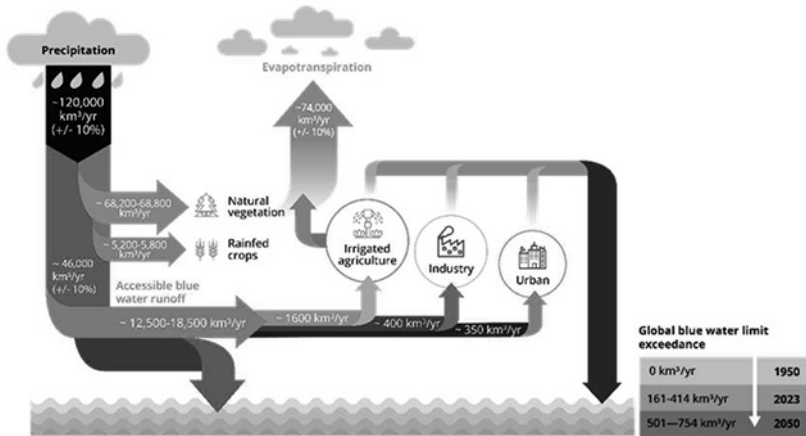 Precipitation
~120,000
km³/yr
(+/- 10%)
Evapotranspiration
~74,000
km³/yr
(+/- 10%)
~ 68,200-68,800
km³/yr
Natural
vegetation
~ 5,200-5,800
km³/yr
Rainfed
crops
~ 46,000
km³/yr
(+/- 10%)
Accessible blue
water runoff
~ 12,500-18,500 km³/yr
~ 1600 km³/yr
~ 400 km³/yr
~ 350 km³/yr
Irrigated
agriculture
Industry
Urban
Global blue water limit
exceedance
0 km³/yr 1950
161-414 km³/yr 2023
501—754 km³/yr 2050